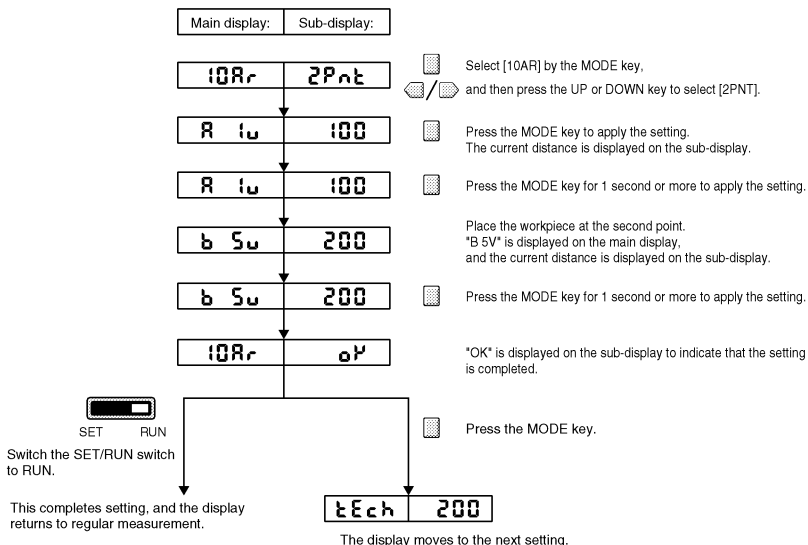 Main display: Sub-display:
10Ar 2Pnt
Select [10AR] by the MODE key,
and then press the UP or DOWN key to select [2PNT].
A 1v 100
Press the MODE key to apply the setting.
The current distance is displayed on the sub-display.
A 1v 100
Press the MODE key for 1 second or more to apply the setting.
b 5v 200
Place the workpiece at the second point.
"B 5V" is displayed on the main display,
and the current distance is displayed on the sub-display.
b 5v 200
Press the MODE key for 1 second or more to apply the setting.
10Ar oK
"OK" is displayed on the sub-display to indicate that the setting
is completed.
SET RUN
Switch the SET/RUN switch
to RUN.
Press the MODE key.
This completes setting, and the display
returns to regular measurement.
tEch 200
The display moves to the next setting.